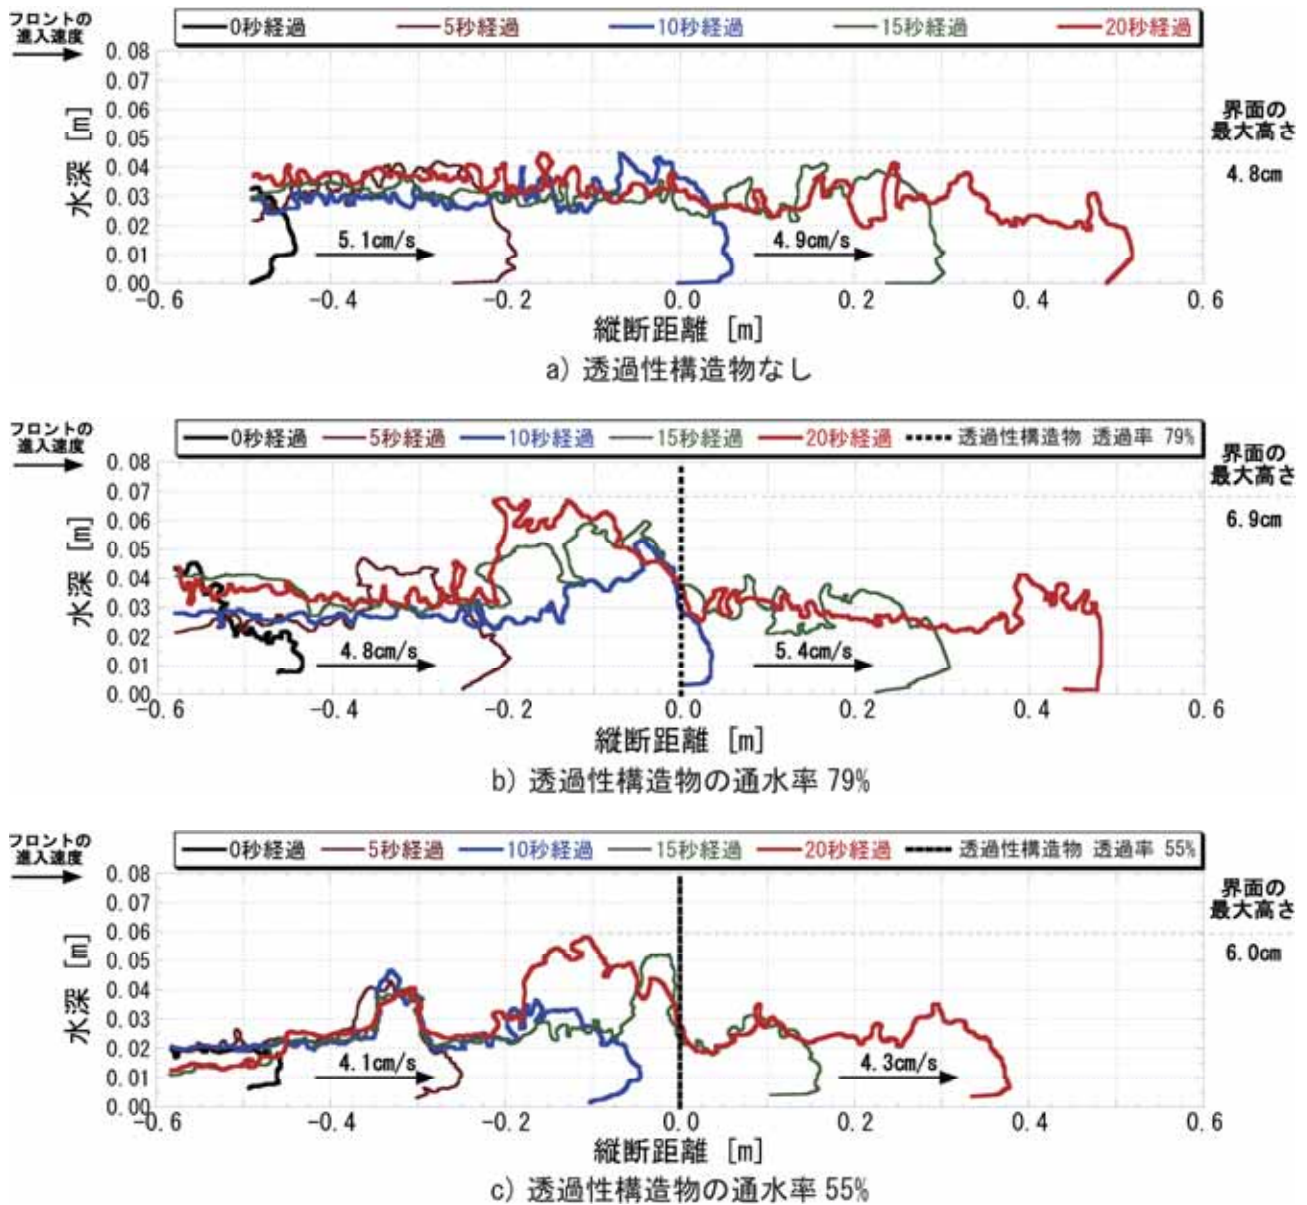 フロントの
進入速度
0秒経過 5秒経過 10秒経過 15秒経過 20秒経過
0.08
0.07
0.06
0.05
0.04
0.03
0.02
0.01
0.00
水深 [m]
界面の
最大高さ
4.8cm
5.1cm/s 4.9cm/s
-0.6 -0.4 -0.2 0.0 0.2 0.4 0.6
縦断距離 [m]
a) 透過性構造物なし
フロントの
進入速度
0秒経過 5秒経過 10秒経過 15秒経過 20秒経過 透過性構造物 透過率 79%
0.08
0.07
0.06
0.05
0.04
0.03
0.02
0.01
0.00
水深 [m]
界面の
最大高さ
6.9cm
4.8cm/s 5.4cm/s
-0.6 -0.4 -0.2 0.0 0.2 0.4 0.6
縦断距離 [m]
b) 透過性構造物の通水率 79%
フロントの
進入速度
0秒経過 5秒経過 10秒経過 15秒経過 20秒経過 透過性構造物 透過率 55%
0.08
0.07
0.06
0.05
0.04
0.03
0.02
0.01
0.00
水深 [m]
界面の
最大高さ
6.0cm
4.1cm/s 4.3cm/s
-0.6 -0.4 -0.2 0.0 0.2 0.4 0.6
縦断距離 [m]
c) 透過性構造物の通水率 55%